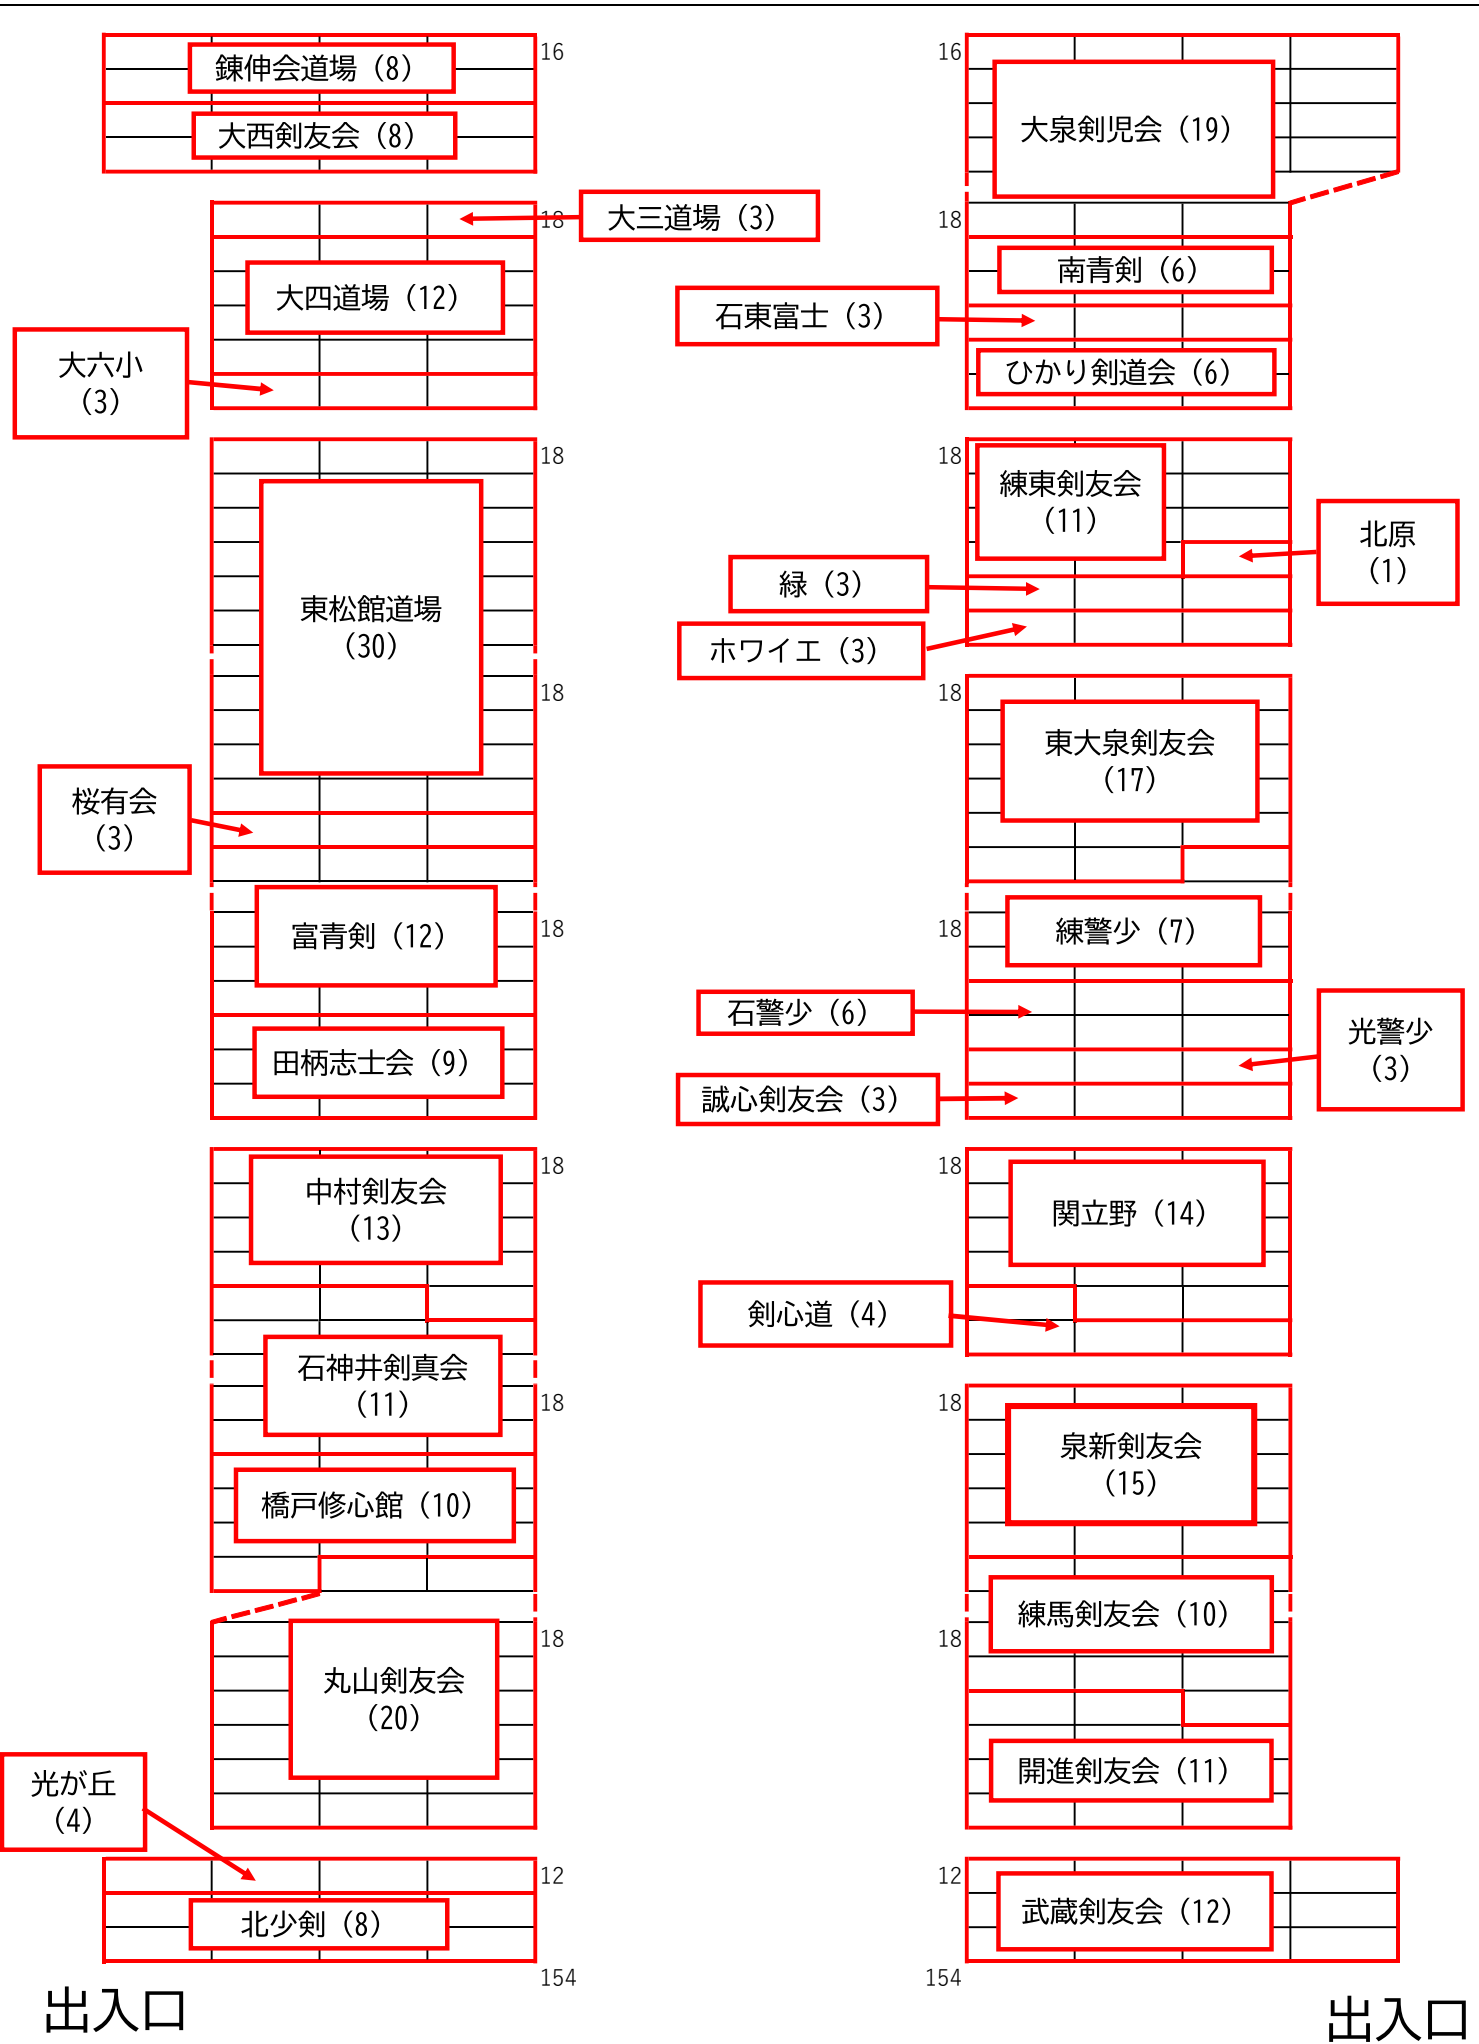 錬伸会道場（8）
16
大西剣友会（8）
大三道場（3）
18
大四道場（12）
大六小
（3）
18
東松館道場
（30）
18
桜有会
（3）
富青剣（12）
18
田柄志士会（9）
中村剣友会
（13）
18
石神井剣真会
（11）
18
橋戸修心館（10）
18
丸山剣友会
（20）
光が丘
（4）
12
北少剣（8）
154
出入口
16
大泉剣児会（19）
18
南青剣（6）
石東富士（3）
ひかり剣道会（6）
18
練東剣友会
（11）
北原
（1）
緑（3）
ホワイエ（3）
18
東大泉剣友会
（17）
18
練警少（7）
石警少（6）
光警少
（3）
誠心剣友会（3）
18
関立野（14）
剣心道（4）
18
泉新剣友会
（15）
練馬剣友会（10）
18
開進剣友会（11）
12
武蔵剣友会（12）
154
出入口